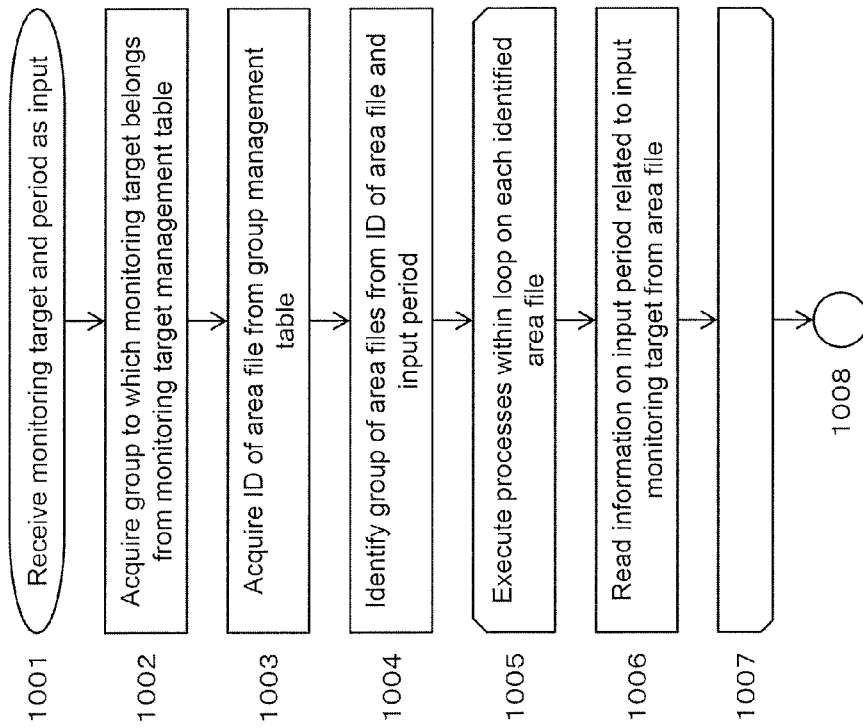 1001
Receive monitoring target and period as input
1002
Acquire group to which monitoring target belongs
from monitoring target management table
1003
Acquire ID of area file from group management
table
1004
Identify group of area files from ID of area file and
input period
1005
Execute processes within loop on each identified
area file
1006
Read information on input period related to input
monitoring target from area file
1007
1008